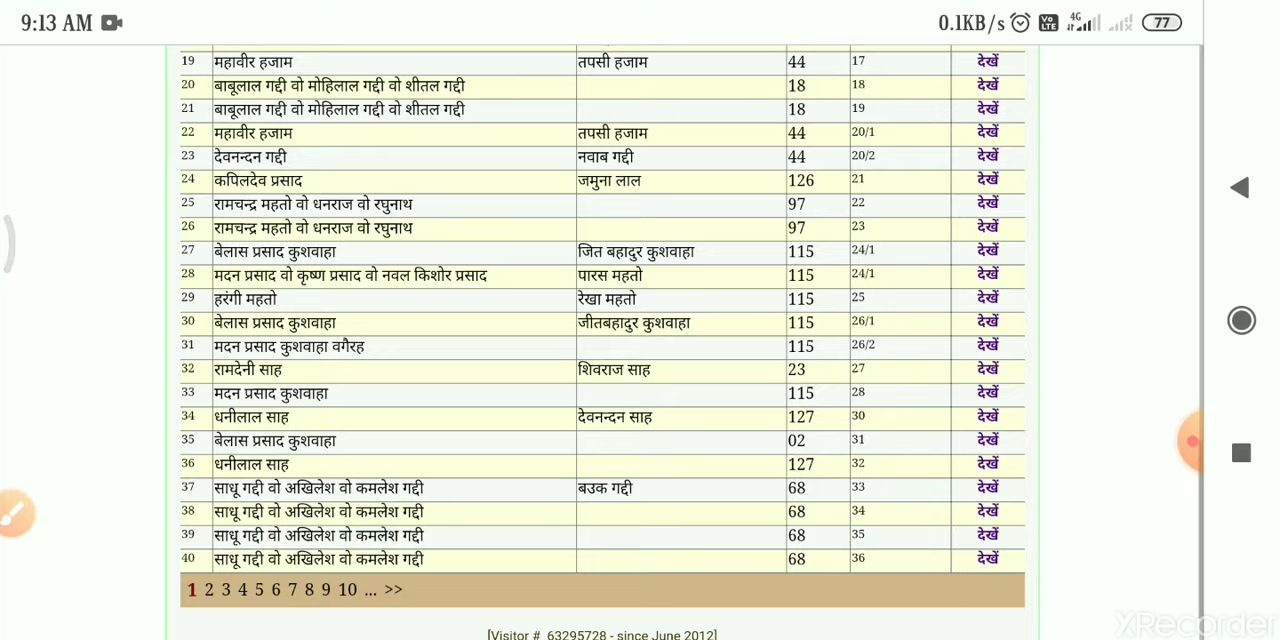 9:13 AM 0.1KB/s Vo LTE 4G 77
19 महावीर हजाम तपसी हजाम 44 17 देखें
20 बाबूलाल गद्दी वो मोहिलाल गद्दी वो शीतल गद्दी 18 18 देखें
21 बाबूलाल गद्दी वो मोहिलाल गद्दी वो शीतल गद्दी 18 19 देखें
22 महावीर हजाम तपसी हजाम 44 20/1 देखें
23 देवनन्दन गद्दी नवाब गद्दी 44 20/2 देखें
24 कपिलदेव प्रसाद जमुना लाल 126 21 देखें
25 रामचन्द्र महतो वो धनराज वो रघुनाथ 97 22 देखें
26 रामचन्द्र महतो वो धनराज वो रघुनाथ 97 23 देखें
27 बेलास प्रसाद कुशवाहा जित बहादुर कुशवाहा 115 24/1 देखें
28 मदन प्रसाद वो कृष्ण प्रसाद वो नवल किशोर प्रसाद पारस महतो 115 24/1 देखें
29 हरंगी महतो रेखा महतो 115 25 देखें
30 बेलास प्रसाद कुशवाहा जीतबहादुर कुशवाहा 115 26/1 देखें
31 मदन प्रसाद कुशवाहा वगैरह 115 26/2 देखें
32 रामदेनी साह शिवराज साह 23 27 देखें
33 मदन प्रसाद कुशवाहा 115 28 देखें
34 धनीलाल साह देवनन्दन साह 127 30 देखें
35 बेलास प्रसाद कुशवाहा 02 31 देखें
36 धनीलाल साह 127 32 देखें
37 साधू गद्दी वो अखिलेश वो कमलेश गद्दी बउक गद्दी 68 33 देखें
38 साधू गद्दी वो अखिलेश वो कमलेश गद्दी 68 34 देखें
39 साधू गद्दी वो अखिलेश वो कमलेश गद्दी 68 35 देखें
40 साधू गद्दी वो अखिलेश वो कमलेश गद्दी 68 36 देखें
1 2 3 4 5 6 7 8 9 10 ... >>
XRecorder
[Visitor # 63295728 - since June 2012]